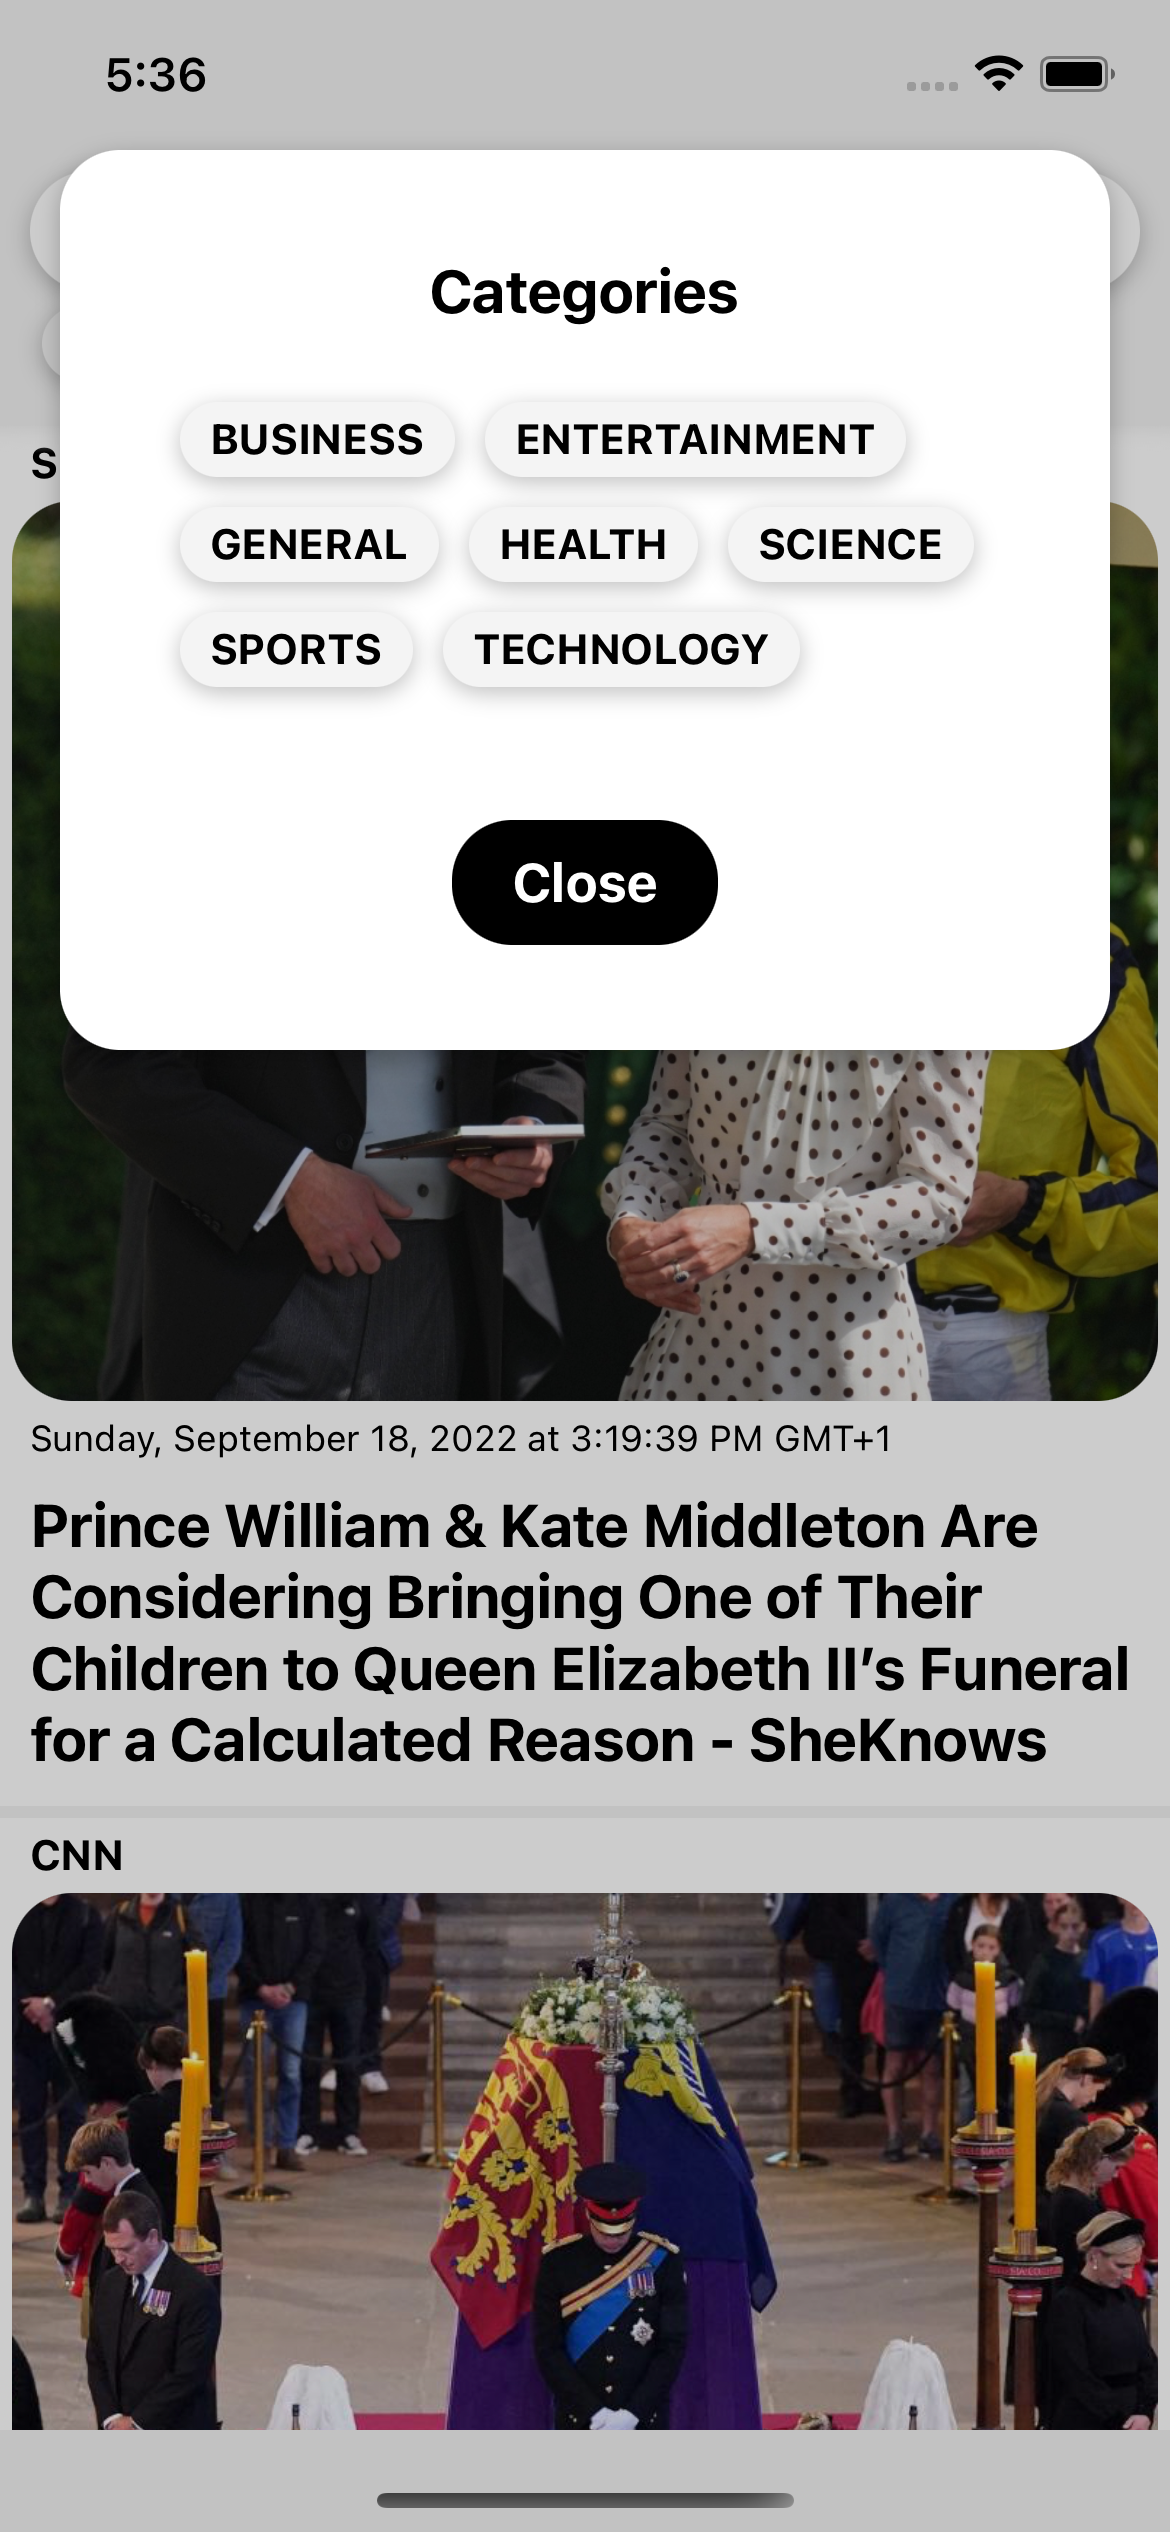 5:36
Categories
BUSINESS ENTERTAINMENT
GENERAL HEALTH SCIENCE
SPORTS TECHNOLOGY
Close
S
Sunday, September 18, 2022 at 3:19:39 PM GMT+1
Prince William & Kate Middleton Are
Considering Bringing One of Their
Children to Queen Elizabeth II’s Funeral
for a Calculated Reason - SheKnows
CNN